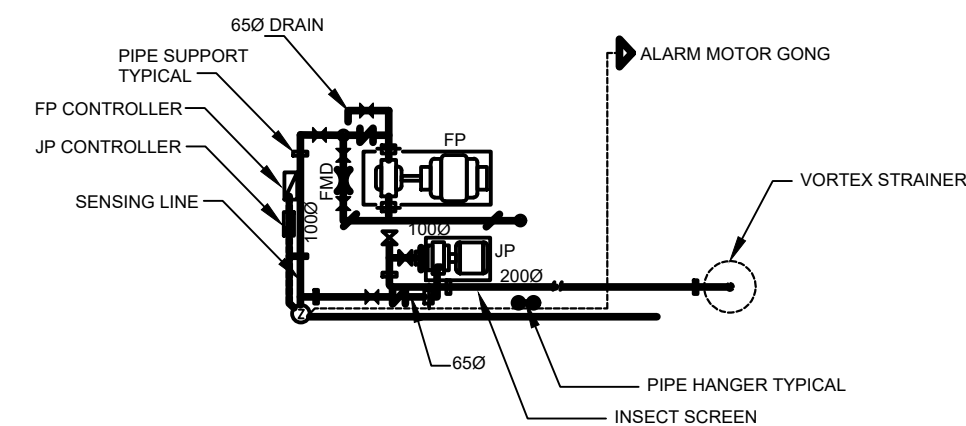 65Ø DRAIN
ALARM MOTOR GONG
PIPE SUPPORT
TYPICAL
FP CONTROLLER
JP CONTROLLER
SENSING LINE
FP
FMD
100Ø
100Ø
JP
200Ø
VORTEX STRAINER
Z
65Ø
PIPE HANGER TYPICAL
INSECT SCREEN